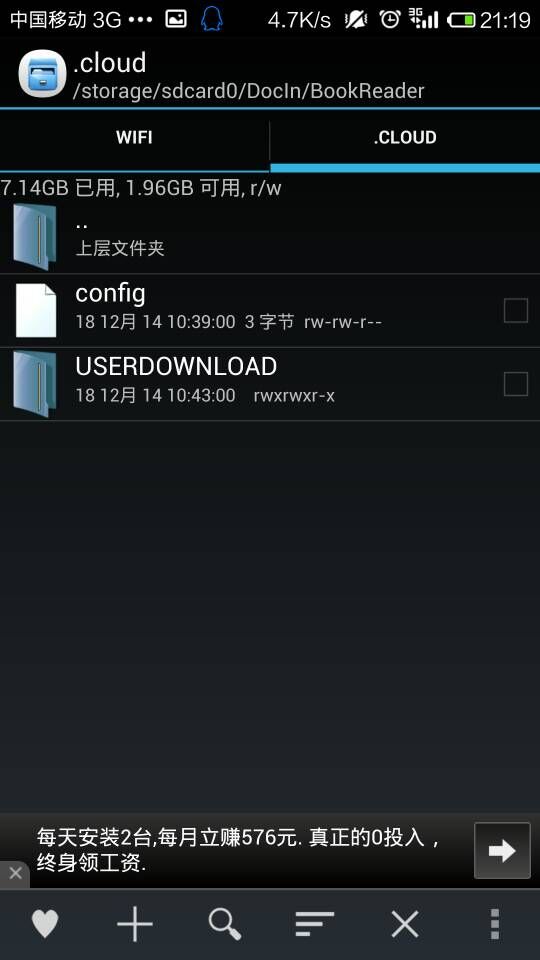 中国移动 3G ••• 4.7K/s 3G 21:19
.cloud
/storage/sdcard0/DocIn/BookReader
WIFI .CLOUD
7.14GB 已用, 1.96GB 可用, r/w
..
上层文件夹
config
18 12月 14 10:39:00 3 字节 rw-rw-r--
USERDOWNLOAD
18 12月 14 10:43:00 rwxrwxr-x
每天安装2台,每月立赚576元. 真正的0投入，
终身领工资.